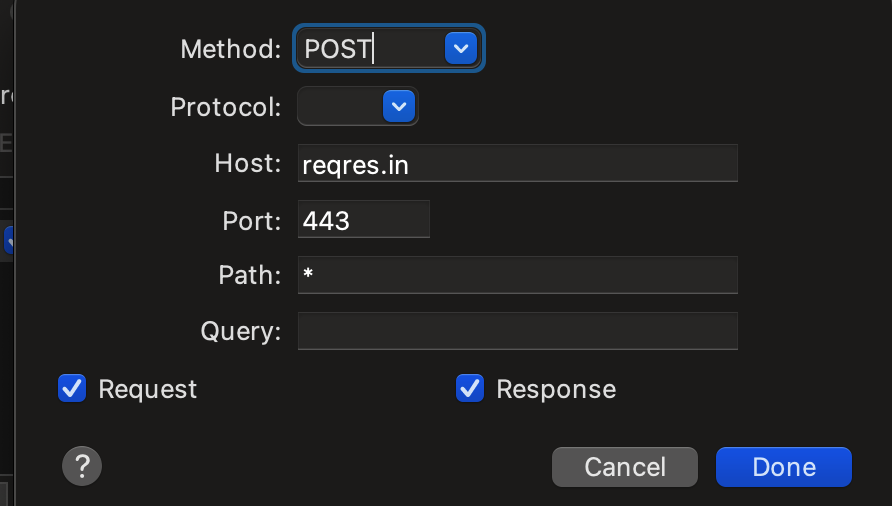 Method: POST
Protocol:
Host: reqres.in
Port: 443
Path: *
Query:
Request Response
? Cancel Done